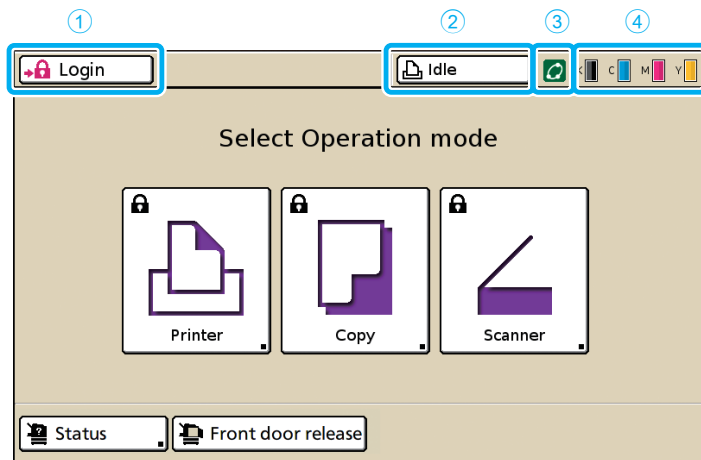 ① ② ③ ④
Login Idle K C M Y
Select Operation mode
Printer Copy Scanner
Status Front door release